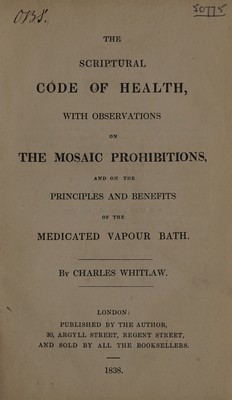 50775
THE
SCRIPTURAL
CODE OF HEALTH,
WITH OBSERVATIONS
ON
THE MOSAIC PROHIBITIONS,
AND ON THE
PRINCIPLES AND BENEFITS
OF THE
MEDICATED VAPOUR BATH.
BY CHARLES WHITLAW.
LONDON:
PUBLISHED BY THE AUTHOR,
30, ARGYLL STREET, REGENT STREET,
AND SOLD BY ALL THE BOOKSELLERS.
1838.